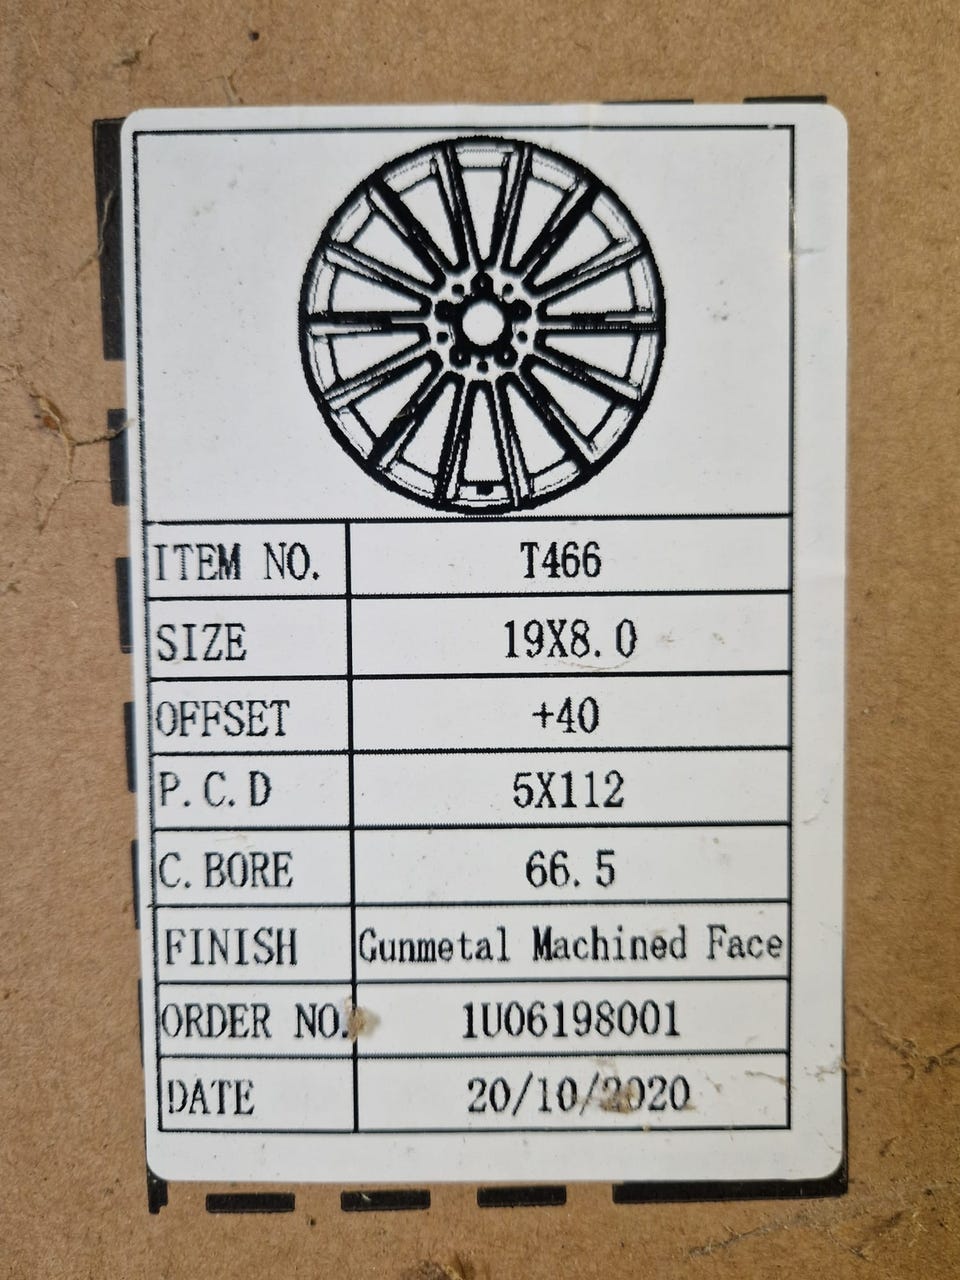 ITEM NO. T466
SIZE 19X8.0
OFFSET +40
P.C.D 5X112
C.BORE 66.5
FINISH Gunmetal Machined Face
ORDER NO. 1U06198001
DATE 20/10/2020